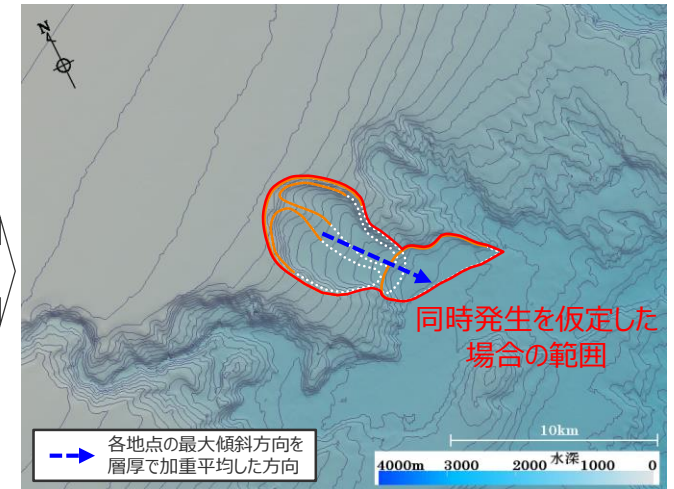 N
同時発生を仮定した
場合の範囲
各地点の最大傾斜方向を
層厚で加重平均した方向
10km
4000m 3000 2000 水深 1000 0